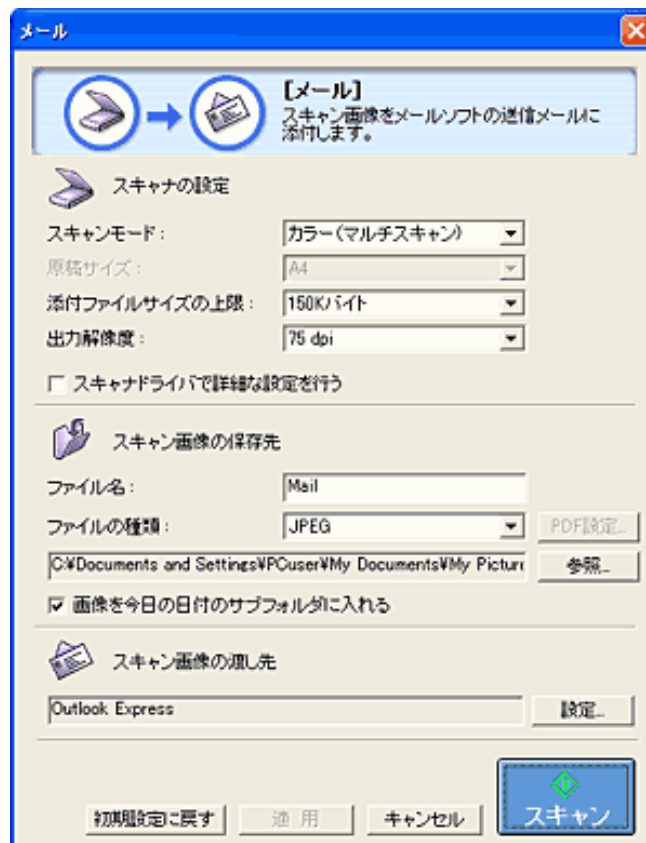 メール
[メール]
スキャン画像をメールソフトの送信メールに
添付します。
スキャナの設定
スキャンモード：
カラー(マルチスキャン)
原稿サイズ：
A4
添付ファイルサイズの上限：
150Kバイト
出力解像度：
75 dpi
スキャナドライバで詳細な設定を行う
スキャン画像の保存先
ファイル名：
Mail
ファイルの種類：
JPEG
PDF設定...
C:¥Documents and Settings¥PCuser¥My Documents¥My Pictur
参照...
画像を今日の日付のサブフォルダに入れる
スキャン画像の渡し先
Outlook Express
設定...
初期設定に戻す
適用
キャンセル
スキャン